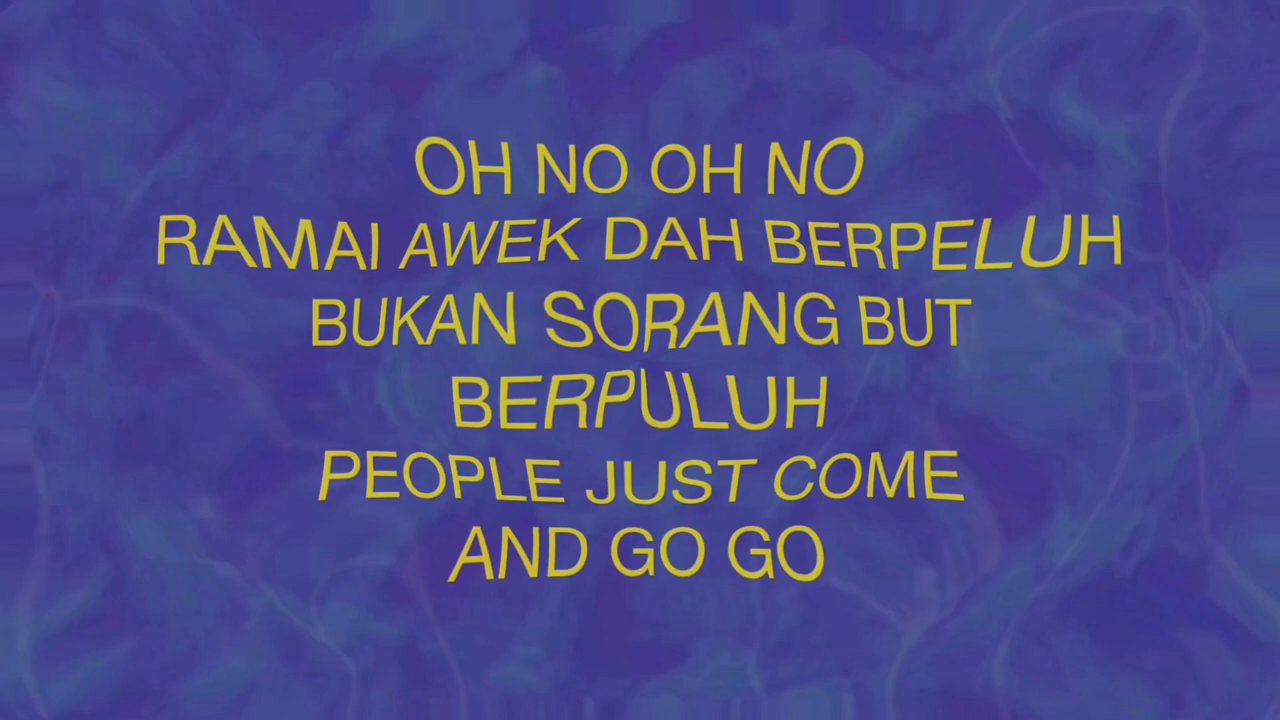 OH NO OH NO
RAMAI AWEK DAH BERPELUH
BUKAN SORANG BUT
BERPULUH
PEOPLE JUST COME
AND GO GO